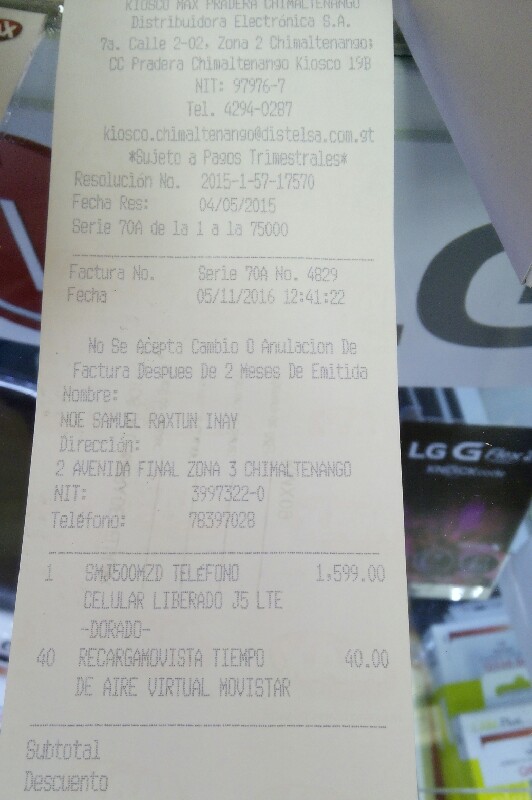 KIOSCO MAX PRADERA CHIMALTENANGO
Distribuidora Electrónica S.A.
7a. Calle 2-02, Zona 2 Chimaltenango;
CC Pradera Chimaltenango Kiosco 19B
NIT: 97976-7
Tel. 4294-0287
kiosco.chimaltenango@distelsa.com.gt
*Sujeto a Pagos Trimestrales*
Resolución No. 2015-1-57-17570
Fecha Res: 04/05/2015
Serie 70A de la 1 a la 75000
Factura No. Serie 70A No. 4829
Fecha 05/11/2016 12:41:22
No Se Acepta Cambio O Anulacion De
Factura Despues De 2 Meses De Emitida
Nombre:
NOE SAMUEL RAXTUN INAY
Dirección:
2 AVENIDA FINAL ZONA 3 CHIMALTENANGO
NIT: 3997322-0
Teléfono: 78397028
1 SMJ500MZD TELÉFONO 1,599.00
CELULAR LIBERADO J5 LTE
-DORADO-
40 RECARGAMOVISTA TIEMPO 40.00
DE AIRE VIRTUAL MOVISTAR
Subtotal
Descuento
LG G flex 2